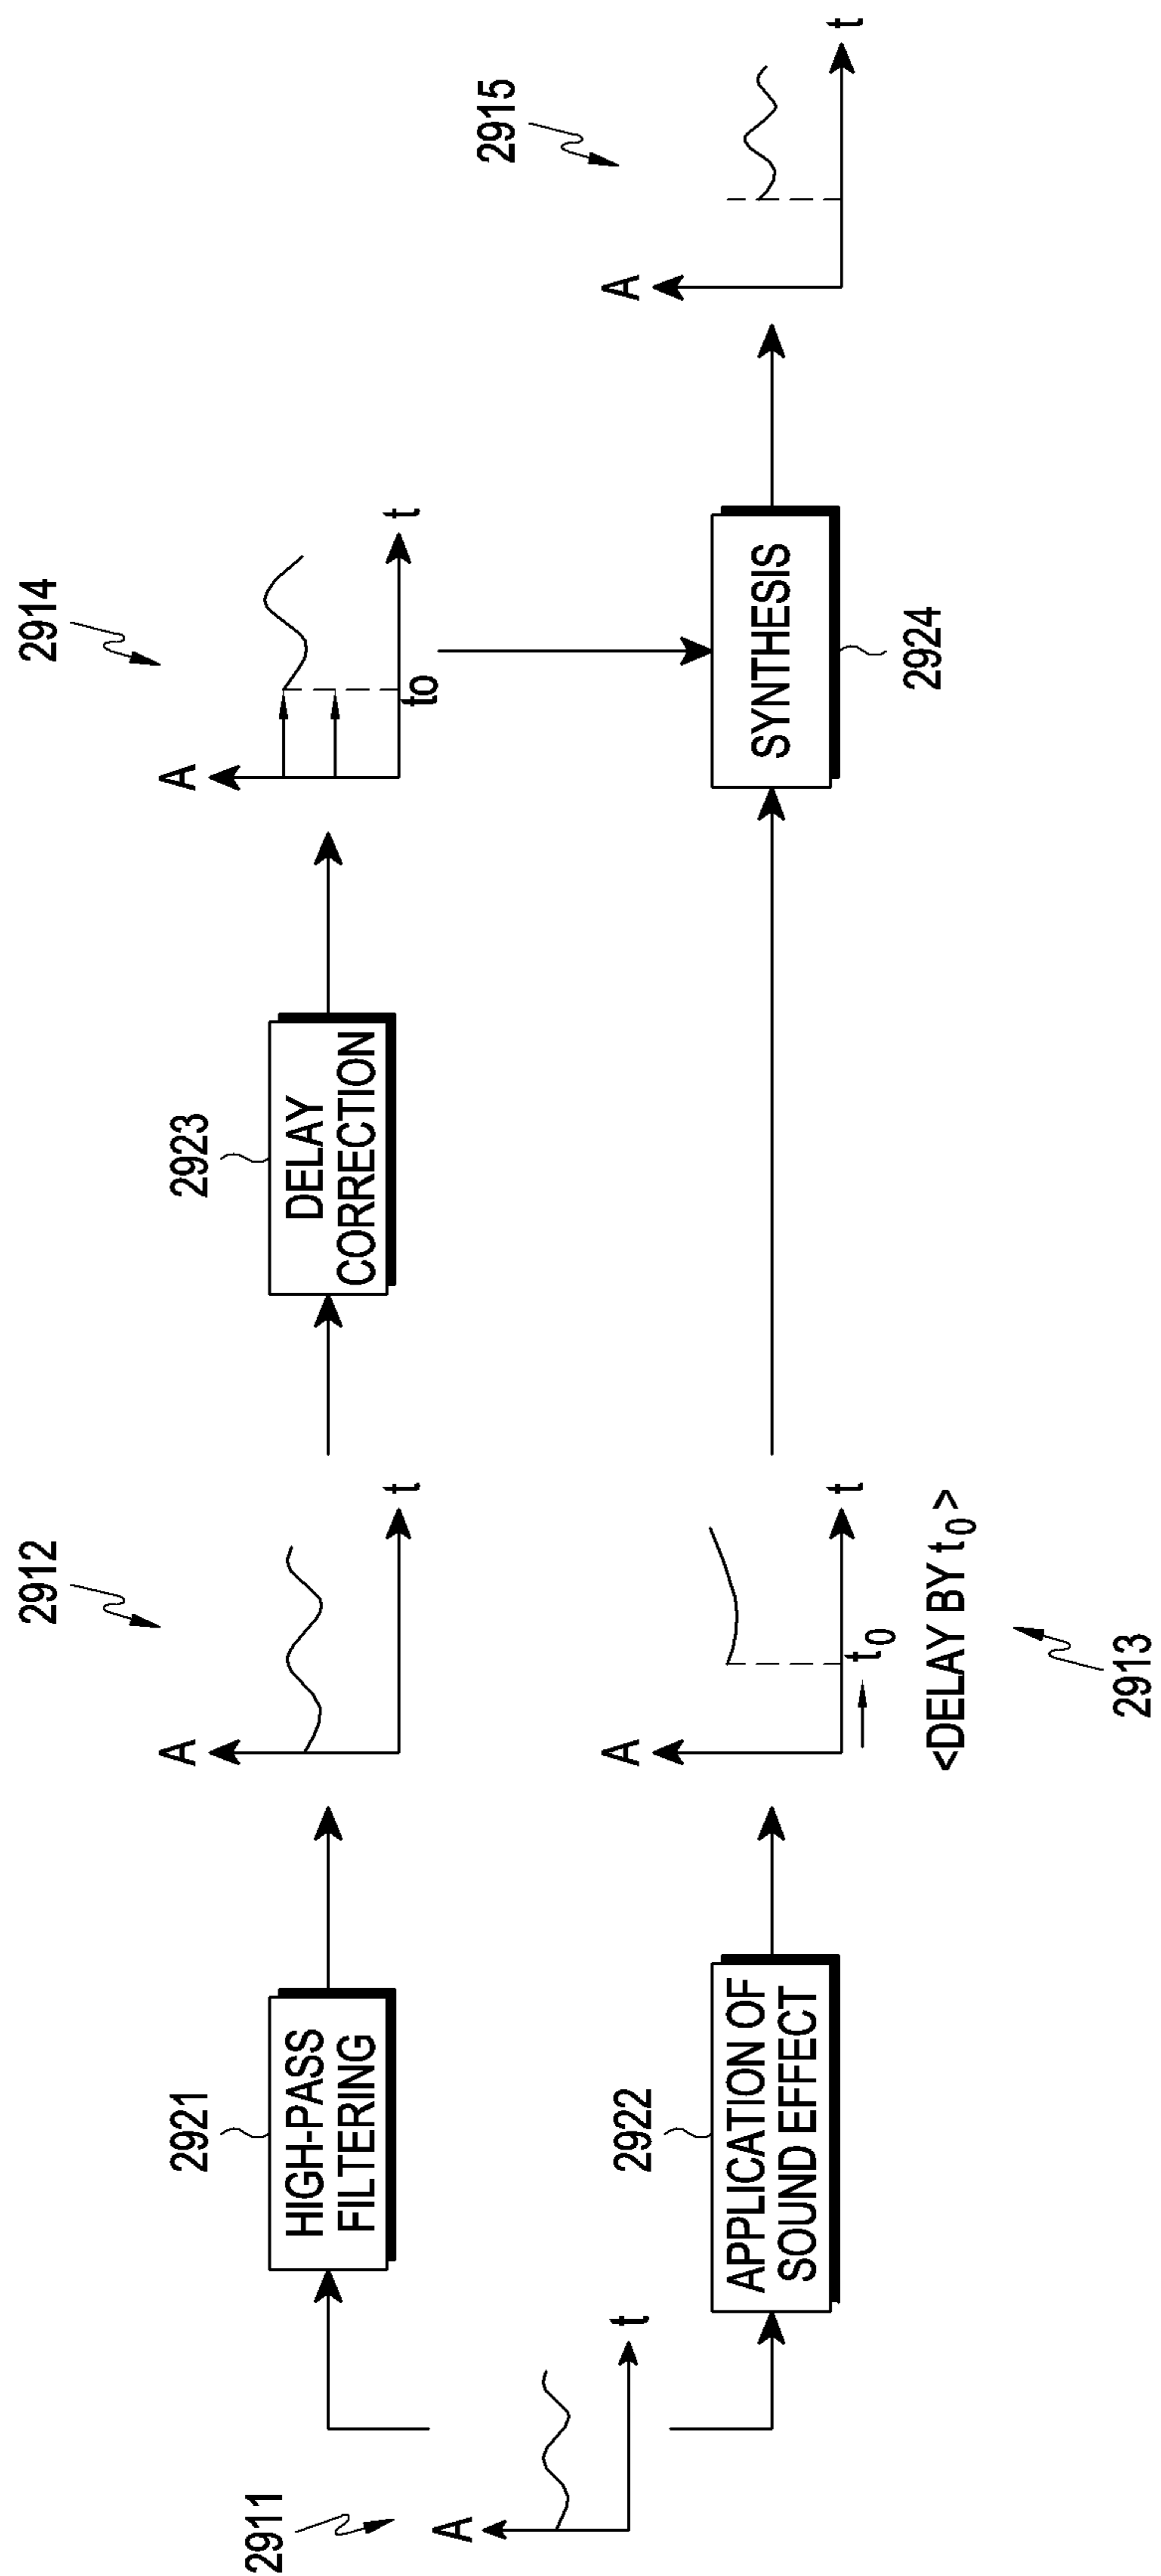 2911
A
t
2921
HIGH-PASS
FILTERING
2922
APPLICATION OF
SOUND EFFECT
2912
A
t
A
t
t₀
<DELAY BY t₀>
2913
2923
DELAY
CORRECTION
2914
A
t
to
SYNTHESIS
2924
2915
A
t